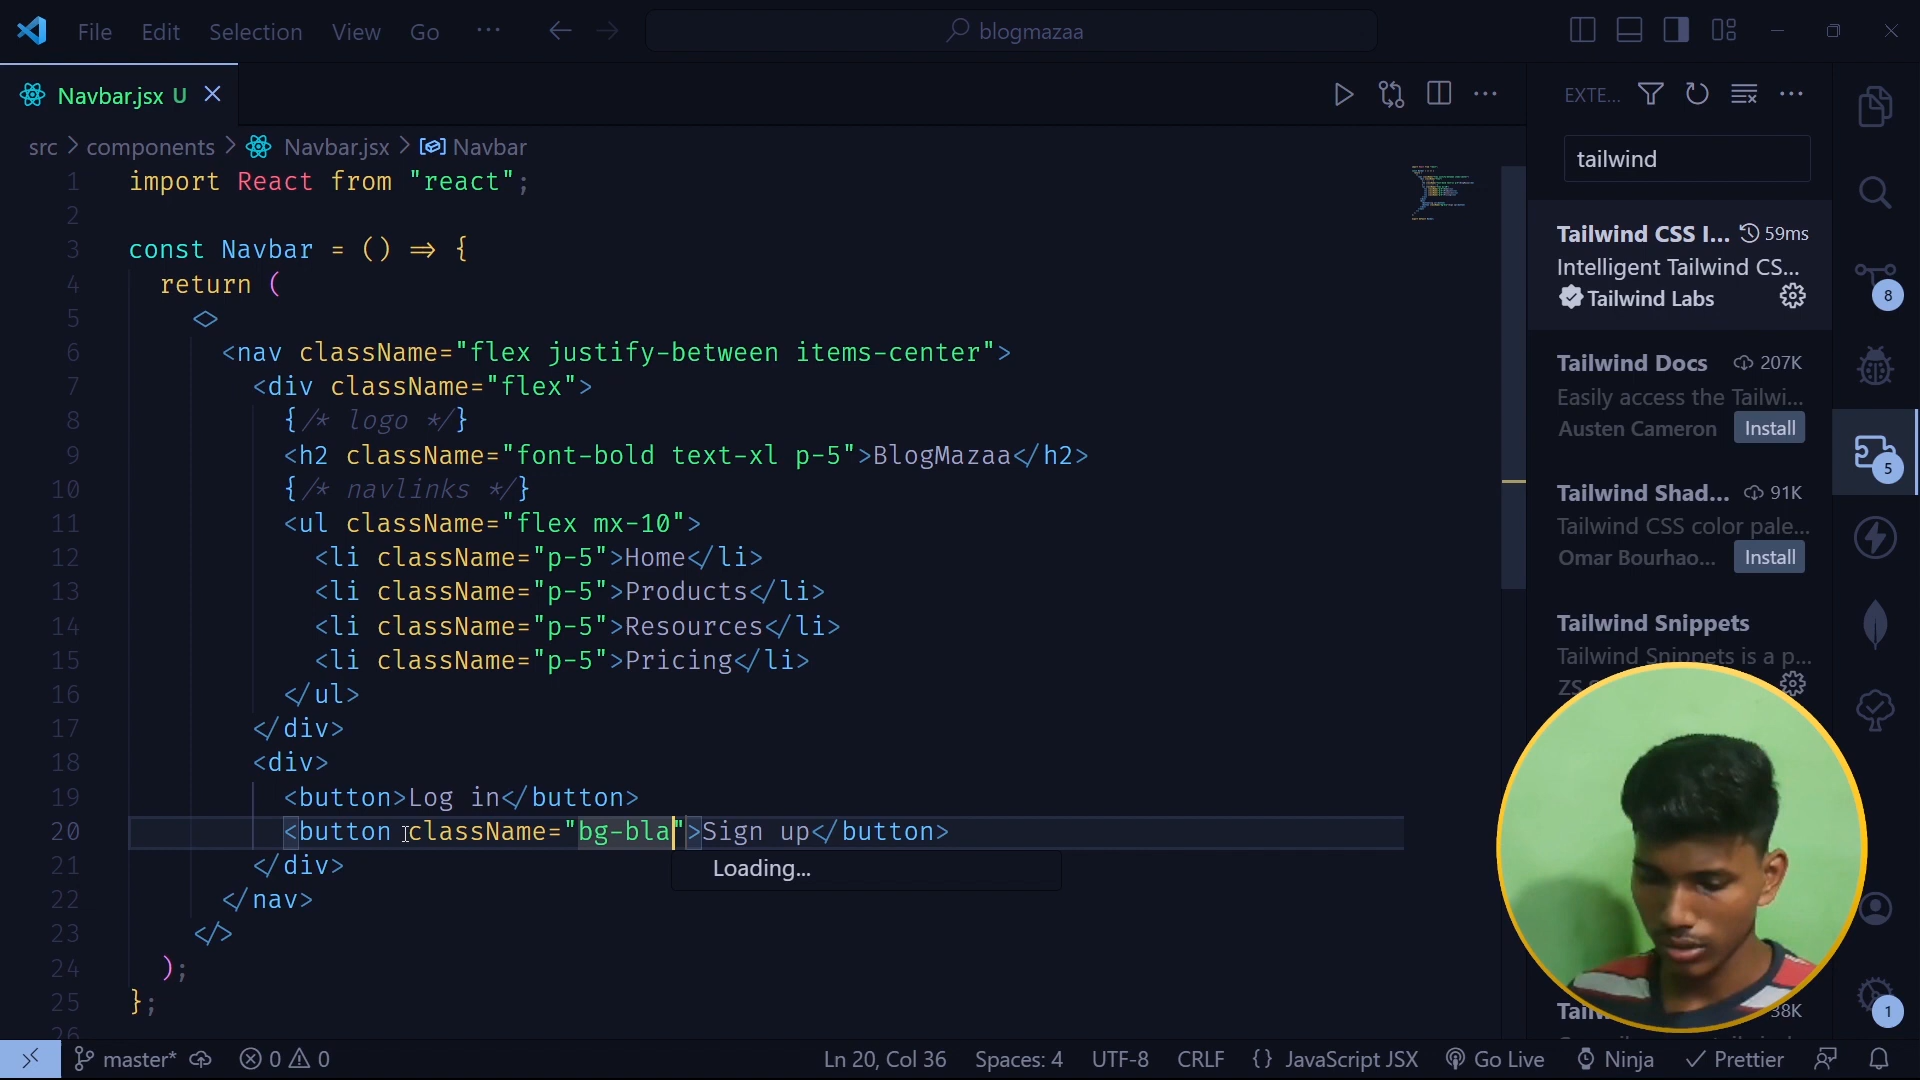 File Edit Selection View Go ... blogmazaa
Navbar.jsx U
src > components > Navbar.jsx > Navbar
EXTE...
tailwind
1 import React from "react";
2
3 const Navbar = () => {
4 return (
5 <>
6 <nav className="flex justify-between items-center">
7 <div className="flex">
8 {/* logo */}
9 <h2 className="font-bold text-xl p-5">BlogMazaa</h2>
10 {/* navlinks */}
11 <ul className="flex mx-10">
12 <li className="p-5">Home</li>
13 <li className="p-5">Products</li>
14 <li className="p-5">Resources</li>
15 <li className="p-5">Pricing</li>
16 </ul>
17 </div>
18 <div>
19 <button>Log in</button>
20 <button className="bg-bla">Sign up</button>
Loading...
21 </div>
22 </nav>
23 </>
24 );
25 };
26
Tailwind CSS I... 59ms
Intelligent Tailwind CS...
Tailwind Labs
Tailwind Docs 207K
Easily access the Tailwi...
Austen Cameron Install
Tailwind Shad... 91K
Tailwind CSS color pale...
Omar Bourhao... Install
Tailwind Snippets
Tailwind Snippets is a p...
ZS
38K
8
5
1
master* 0 0 Ln 20, Col 36 Spaces: 4 UTF-8 CRLF {} JavaScript JSX Go Live Ninja Prettier